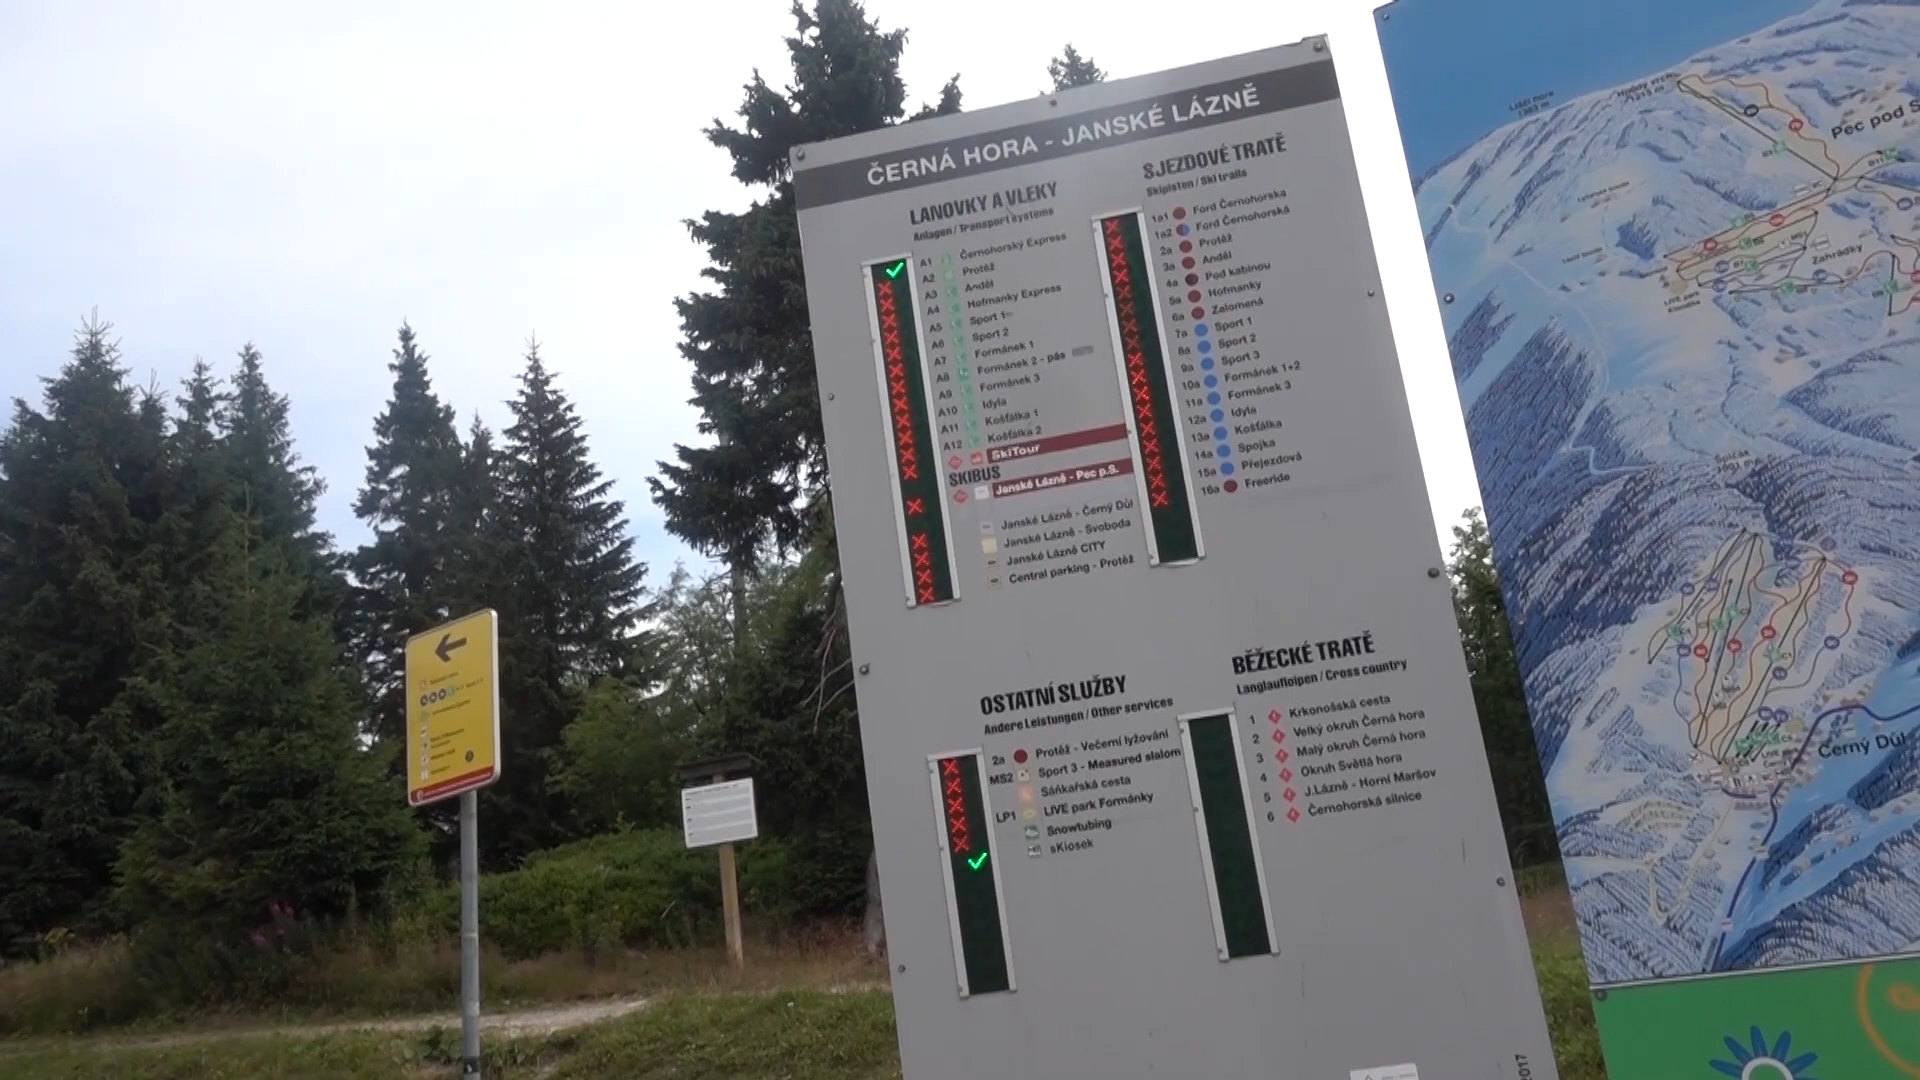 ČERNÁ HORA - JANSKÉ LÁZNĚ
LANOVKY A VLEKY
Anlagen / Transport systems
A1 Černohorský Express
A2 Protěž
A3 Anděl
A4 Hofmanky Express
A5 Sport 1
A6 Sport 2
A7 Formánek 1
A8 Formánek 2 - pás
A9 Formánek 3
A10 Idyla
A11 Košťálka 1
A12 Košťálka 2
SkiTour
SKIBUS
Janské Lázně - Pec p.S.
Janské Lázně - Černý Důl
Janské Lázně - Svoboda
Janské Lázně CITY
Central parking - Protěž
SJEZDOVÉ TRATĚ
Skipisten / Ski trails
1a1 Ford Černohorska
1a2 Ford Černohorská
2a Protěž
3a Anděl
4a Pod kabinou
5a Hofmanky
6a Zalomená
7a Sport 1
8a Sport 2
9a Sport 3
10a Formánek 1+2
11a Formánek 3
12a Idyla
13a Košťálka
14a Spojka
15a Přejezdová
16a Freeride
OSTATNÍ SLUŽBY
Andere Leistungen / Other services
2a Protěž - Večerní lyžování
MS2 Sport 3 - Measured slalom
Sáňkařská cesta
LP1 LIVE park Formánky
Snowtubing
sKiosek
BĚŽECKÉ TRATĚ
Langlaufloipen / Cross country
1 Krkonošská cesta
2 Velký okruh Černá hora
3 Malý okruh Černá hora
4 Okruh Světlá hora
5 J.Lázně - Horní Maršov
6 Černohorská silnice
2017
Pec pod S
Zahrádky
Černý Důl